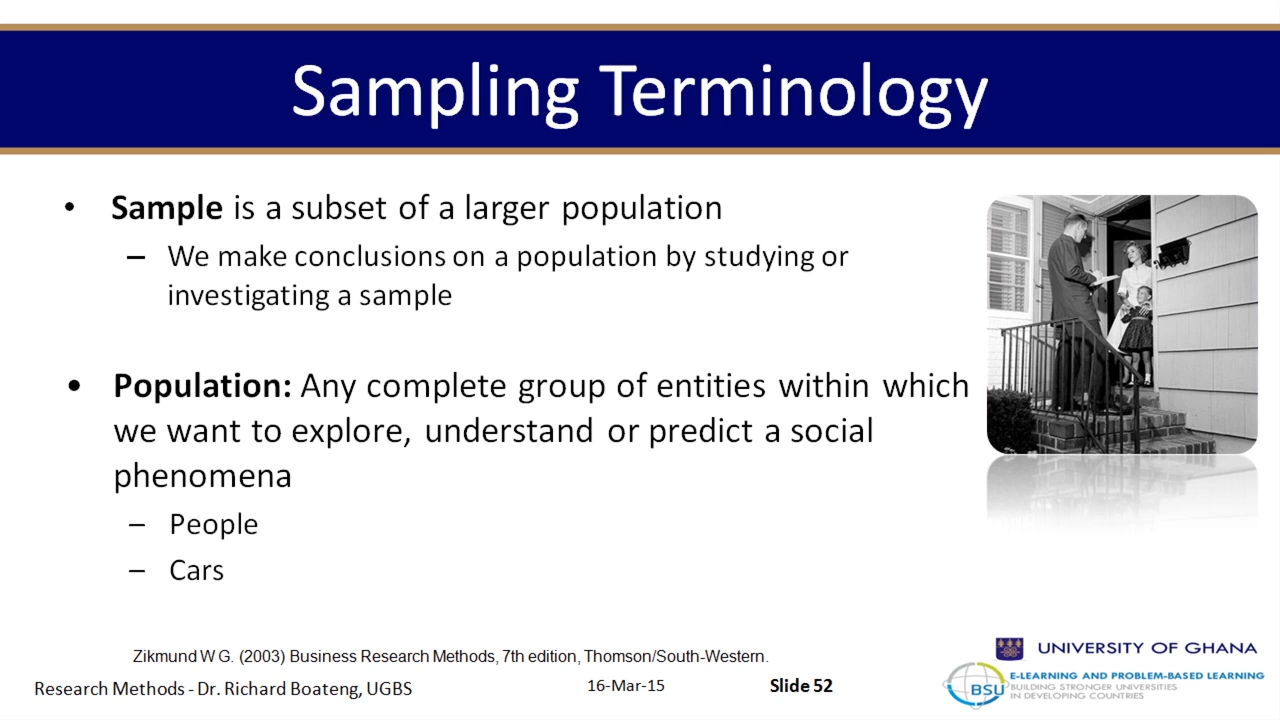 Sampling Terminology
• Sample is a subset of a larger population
– We make conclusions on a population by studying or
investigating a sample
• Population: Any complete group of entities within which
we want to explore, understand or predict a social
phenomena
– People
– Cars
Zikmund W G. (2003) Business Research Methods, 7th edition, Thomson/South-Western.
Research Methods - Dr. Richard Boateng, UGBS
16-Mar-15
Slide 52
UNIVERSITY OF GHANA
BSU
E-LEARNING AND PROBLEM-BASED LEARNING
BUILDING STRONGER UNIVERSITIES
IN DEVELOPING COUNTRIES